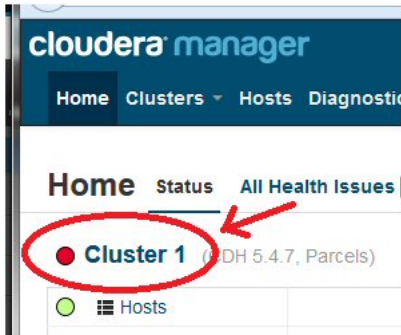 cloudera manager
Home Clusters Hosts Diagnostic
Home Status All Health Issues
Cluster 1 (CDH 5.4.7, Parcels)
Hosts